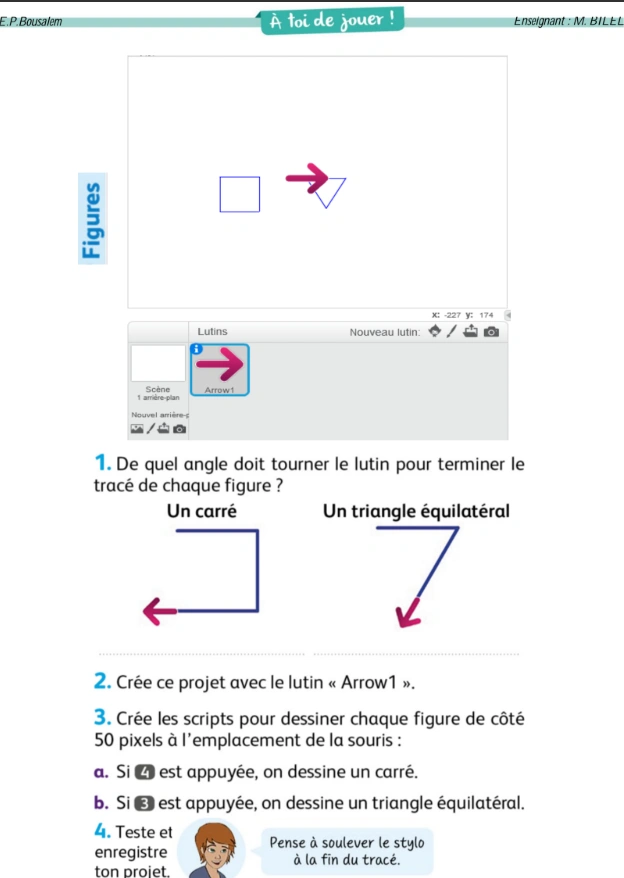 E.P.Bousalem
À toi de jouer !
Enseignant : M. BILEL
Figures
x: -227 y: 174
Lutins
Nouveau lutin:
Scène
1 arrière-plan
Arrow1
Nouvel arrière-p
1. De quel angle doit tourner le lutin pour terminer le
tracé de chaque figure ?
Un carré
Un triangle équilatéral
2. Crée ce projet avec le lutin « Arrow1 ».
3. Crée les scripts pour dessiner chaque figure de côté
50 pixels à l'emplacement de la souris :
a. Si 4 est appuyée, on dessine un carré.
b. Si 3 est appuyée, on dessine un triangle équilatéral.
4. Teste et
enregistre
ton projet.
Pense à soulever le stylo
à la fin du tracé.